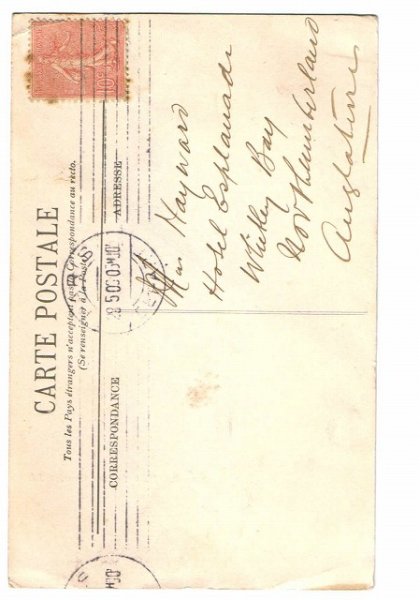 CARTE POSTALE
Tous les Pays étrangers n'acceptent pas la Correspondance au recto.
(Se renseigner à la Poste)
CORRESPONDANCE
ADRESSE
10c
Hayward
Hotel Esplanade
Whitley Bay
Northumberland
Angleterre